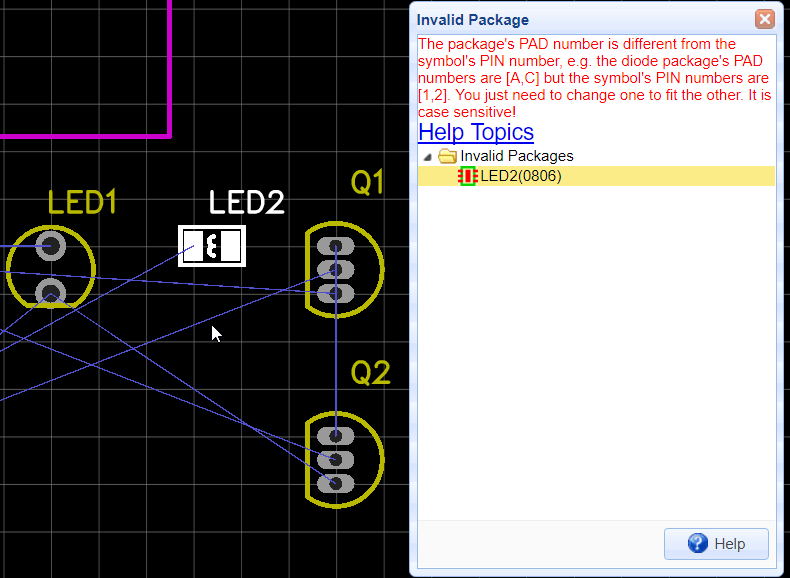 Invalid Package
The package's PAD number is different from the
symbol's PIN number, e.g. the diode package's PAD
numbers are [A,C] but the symbol's PIN numbers are
[1,2]. You just need to change one to fit the other. It is
case sensitive!
Help Topics
Invalid Packages
LED2(0806)
Help
LED1
LED2
Q1
Q2